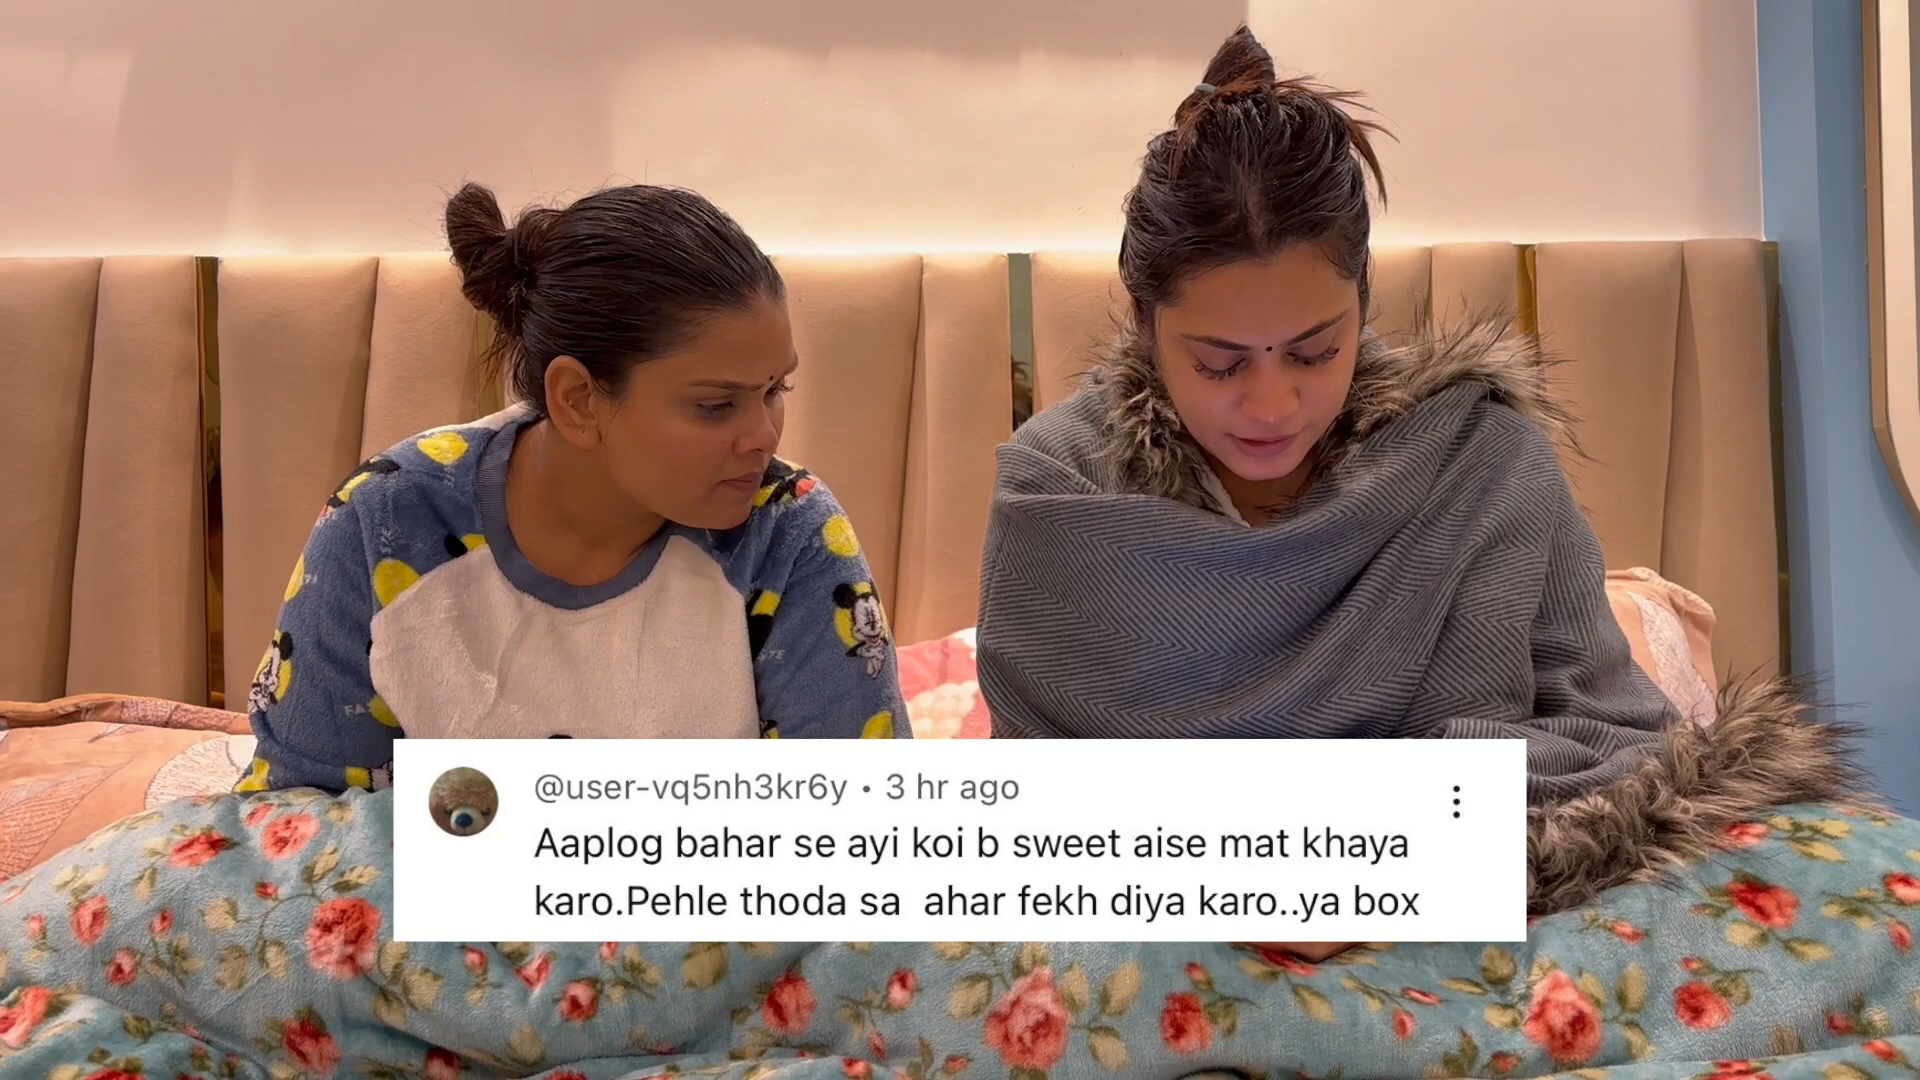 @user-vq5nh3kr6y • 3 hr ago
Aaplog bahar se ayi koi b sweet aise mat khaya
karo.Pehle thoda sa  ahar fekh diya karo..ya box